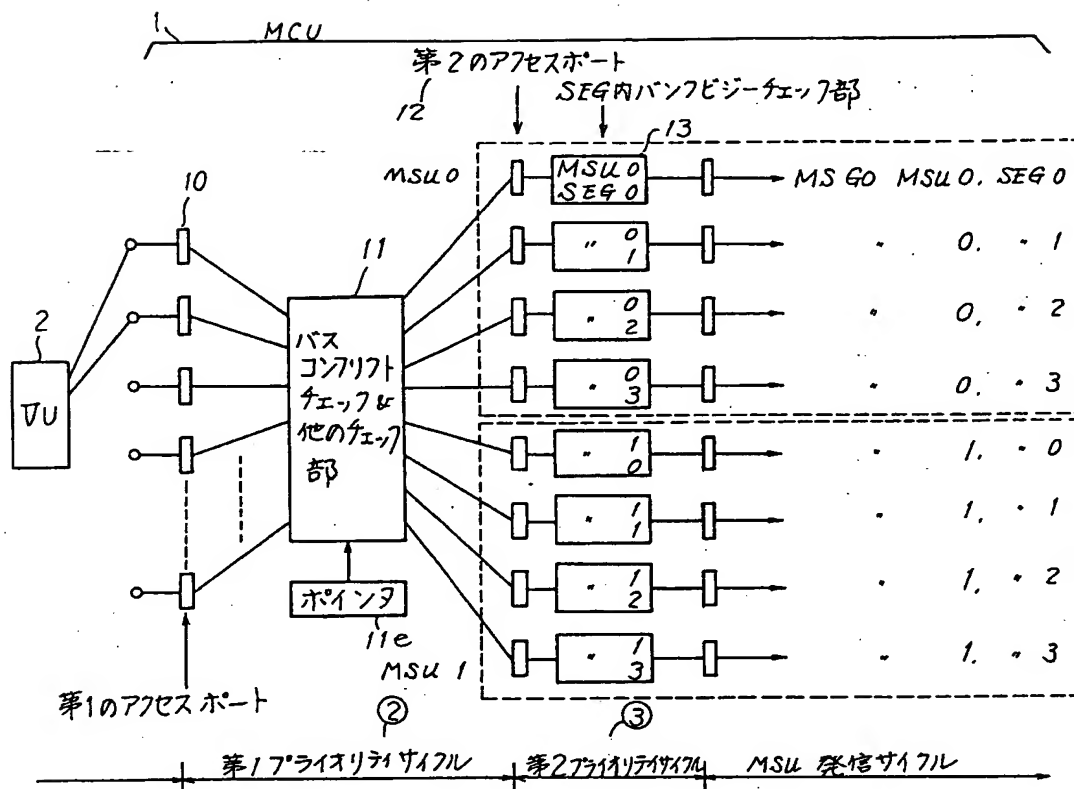 1
MCU
第2のアクセスポート
12
SEG内バンクビジーチェック部
13
10
MSU0
MSU 0
SEG 0
MS GO MSU 0. SEG 0
11
〃 0
1
〃 0. 〃 1
2
VU
バス
コンフリフト
チェック&
他のチェック
部
〃 0
2
〃 0. 〃 2
〃 0
3
〃 0. 〃 3
〃 1
0
〃 1. 〃 0
〃 1
1
〃 1. 〃 1
ポインタ
11e
〃 1
2
〃 1. 〃 2
MSU 1
〃 1
3
〃 1. 〃 3
第1のアクセスポート
②
③
第1プライオリティサイクル
第2プライオリティサイクル
MSU 発信サイクル